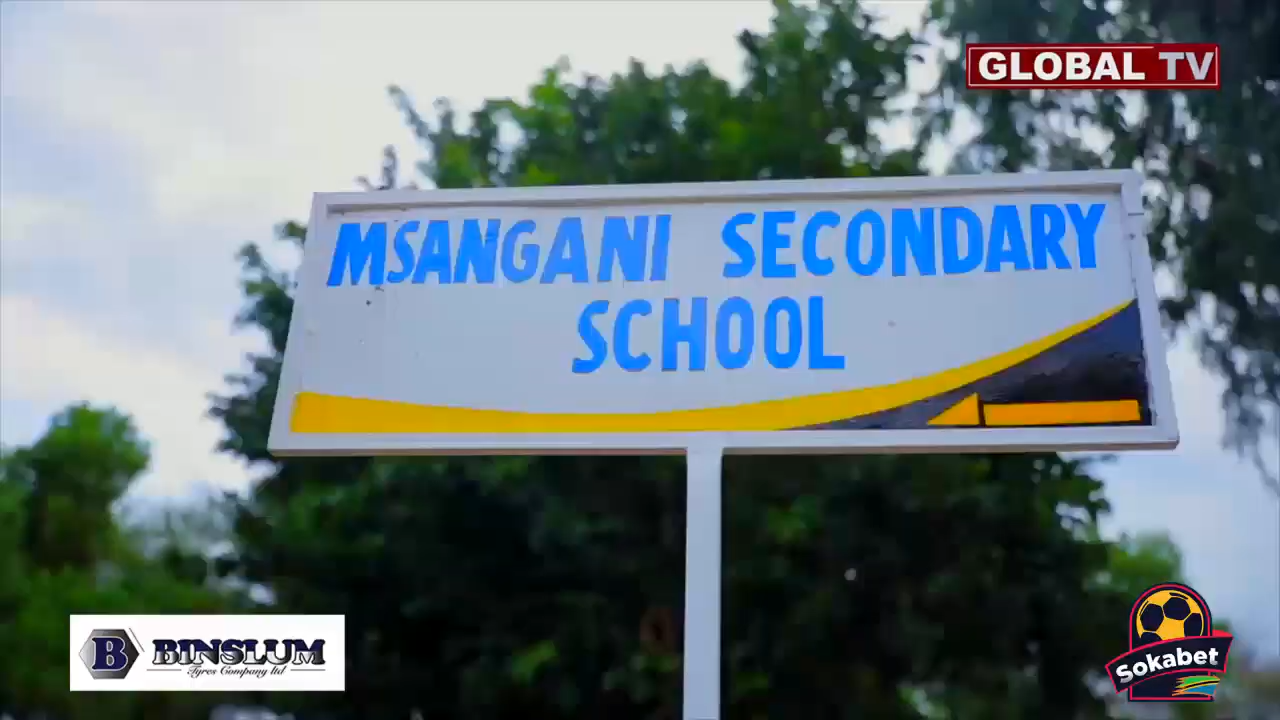 GLOBAL TV
MSANGANI SECONDARY
SCHOOL
B BINSLUM
Tyres Company ltd
Sokabet